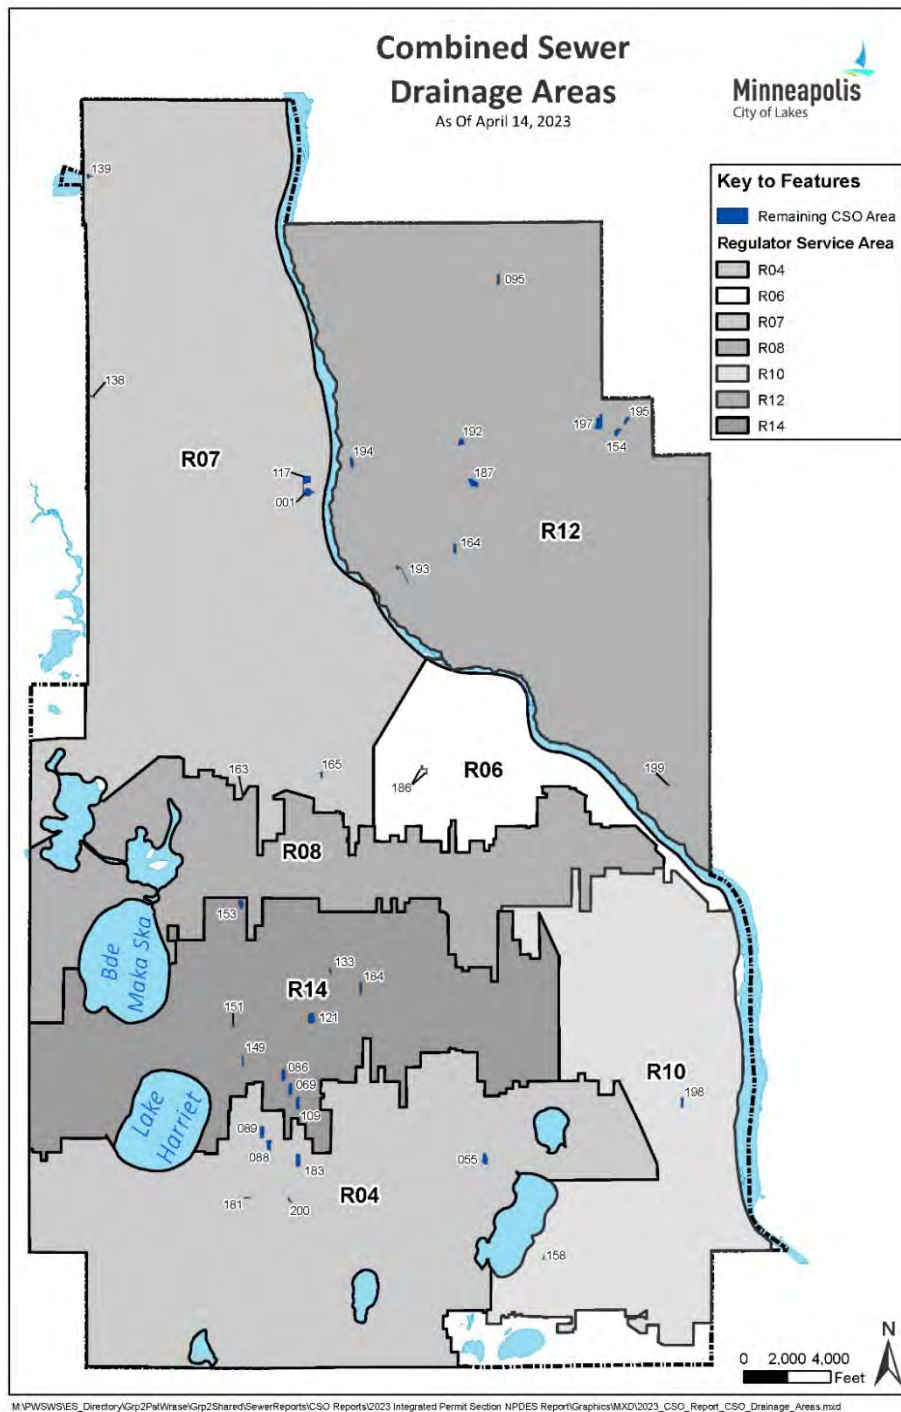 Combined Sewer
Drainage Areas
As Of April 14, 2023
Minneapolis
City of Lakes
Key to Features
Remaining CSO Area
Regulator Service Area
R04
R06
R07
R08
R10
R12
R14
139
095
138
195
197
154
192
194
R07
117
187
001
R12
164
193
163
165
R06
199
186
R08
153
Bde
Maka Ska
133
184
R14
151
121
149
086
R10
069
198
109
Lake
Harriet
089
088
183
055
R04
181
200
158
N
0 2,000 4,000
Feet
M:\PWSWS\ES_Directory\Grp2PatWrase\Grp2Shared\SewerReports\CSO Reports\2023 Integrated Permit Section NPDES Report\Graphics\MXD\2023_CSO_Report_CSO_Drainage_Areas.mxd